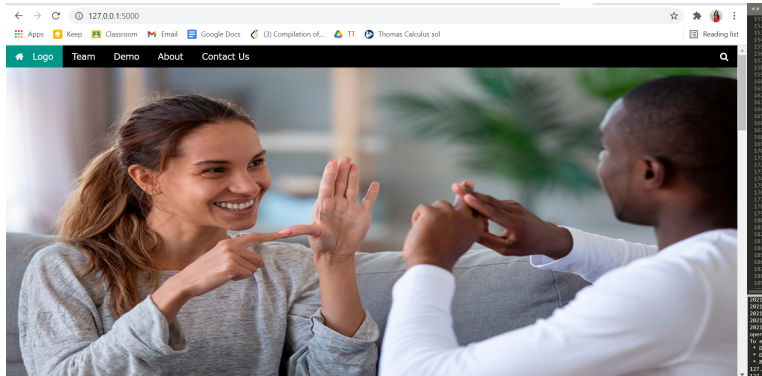 127.0.0.1:5000
Apps Keep Classroom Email Google Docs (3) Compilation of... TT Thomas Calculus sol Reading list
Logo Team Demo About Contact Us